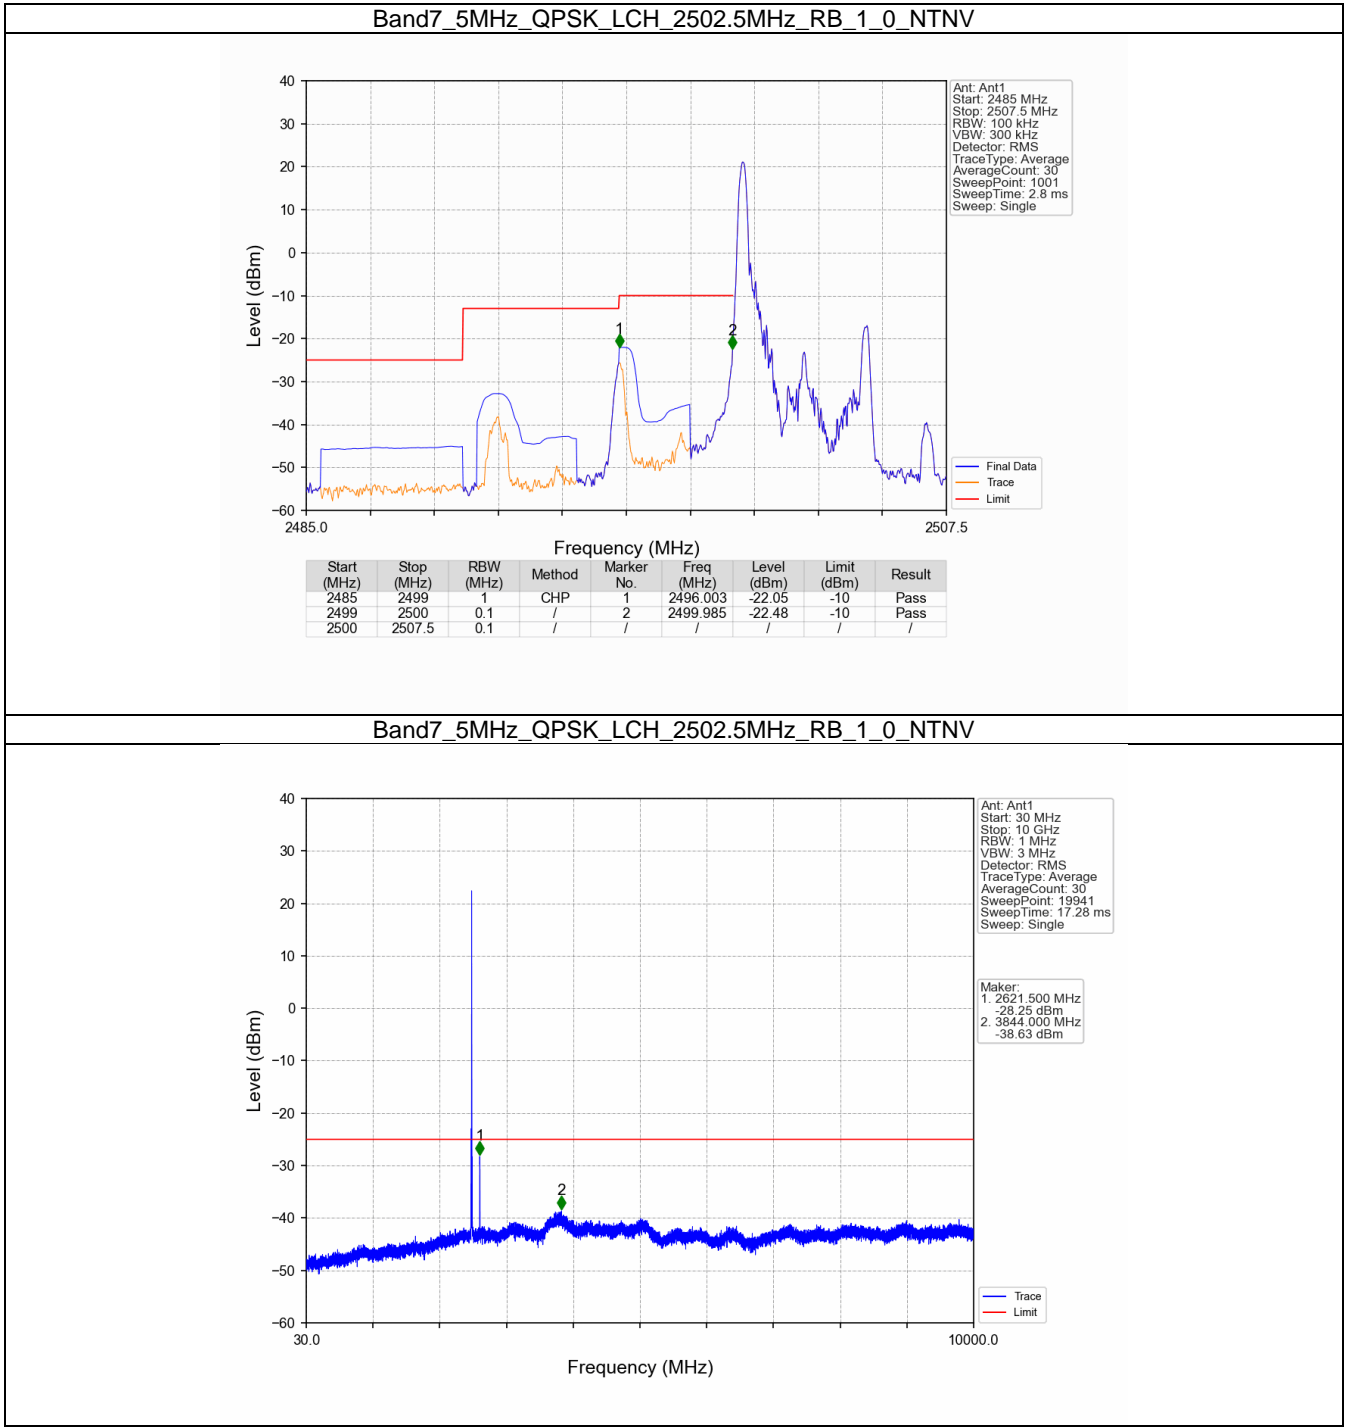 Band7_5MHz_QPSK_LCH_2502.5MHz_RB_1_0_NTNV
40
30
20
10
0
−10
−20
−30
−40
−50
−60
Level (dBm)
1
2
2485.0
2507.5
Frequency (MHz)
Ant: Ant1
Start: 2485 MHz
Stop: 2507.5 MHz
RBW: 100 kHz
VBW: 300 kHz
Detector: RMS
TraceType: Average
AverageCount: 30
SweepPoint: 1001
SweepTime: 2.8 ms
Sweep: Single
Final Data
Trace
Limit
Start (MHz) Stop (MHz) RBW (MHz) Method Marker No. Freq (MHz) Level (dBm) Limit (dBm) Result
2485 2499 1 CHP 1 2496.003 -22.05 -10 Pass
2499 2500 0.1 / 2 2499.985 -22.48 -10 Pass
2500 2507.5 0.1 / / / / / /
Band7_5MHz_QPSK_LCH_2502.5MHz_RB_1_0_NTNV
40
30
20
10
0
−10
−20
−30
−40
−50
−60
Level (dBm)
1
2
30.0
10000.0
Frequency (MHz)
Ant: Ant1
Start: 30 MHz
Stop: 10 GHz
RBW: 1 MHz
VBW: 3 MHz
Detector: RMS
TraceType: Average
AverageCount: 30
SweepPoint: 19941
SweepTime: 17.28 ms
Sweep: Single
Maker:
1. 2621.500 MHz
-28.25 dBm
2. 3844.000 MHz
-38.63 dBm
Trace
Limit